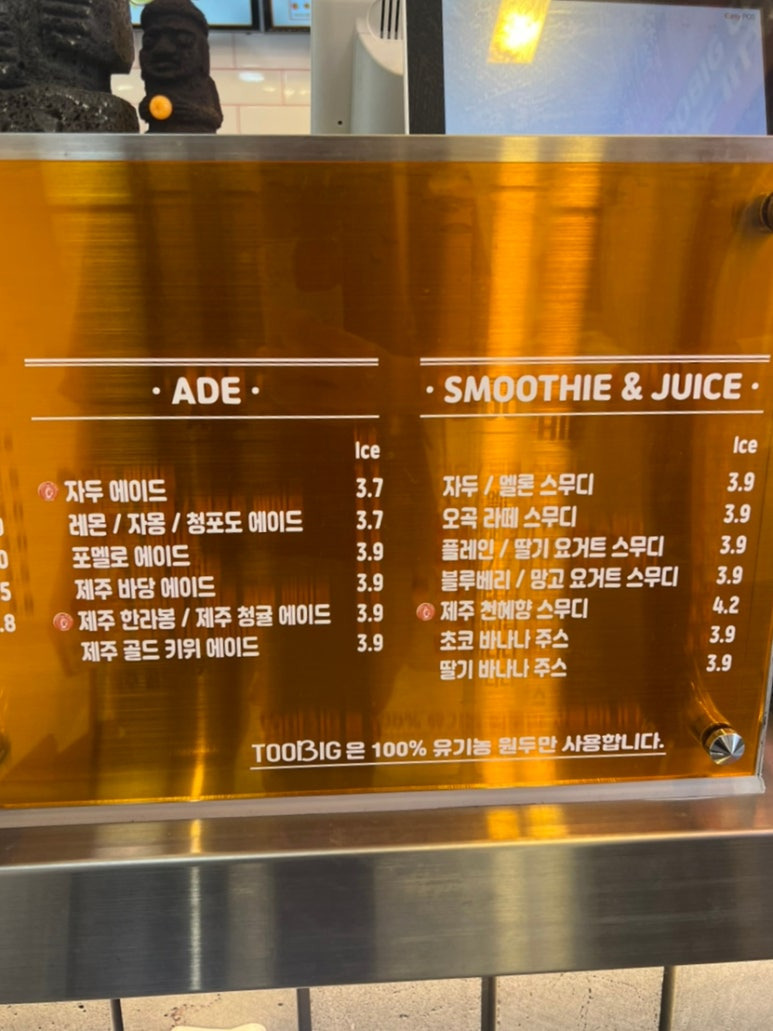 Easy POS
· ADE ·
Ice
자두 에이드 3.7
레몬 / 자몽 / 청포도 에이드 3.7
포멜로 에이드 3.9
제주 바당 에이드 3.9
제주 한라봉 / 제주 청귤 에이드 3.9
제주 골드 키위 에이드 3.9
· SMOOTHIE & JUICE ·
Ice
자두 / 멜론 스무디 3.9
오곡 라떼 스무디 3.9
플레인 / 딸기 요거트 스무디 3.9
블루베리 / 망고 요거트 스무디 3.9
제주 천혜향 스무디 4.2
초코 바나나 주스 3.9
딸기 바나나 주스 3.9
TOOBIG은 100% 유기농 원두만 사용합니다.